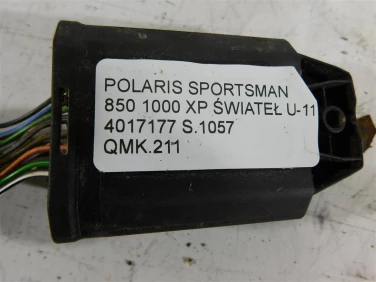 POLARIS SPORTSMAN
850 1000 XP ŚWIATEŁ U-11
4017177 S.1057
QMK.211